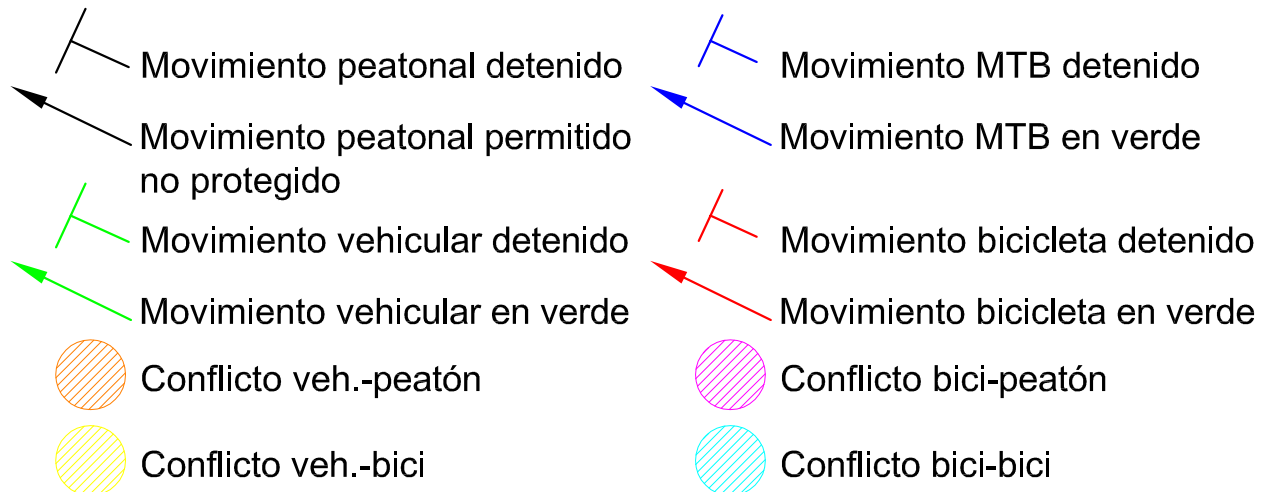 Movimiento peatonal detenido
Movimiento peatonal permitido
no protegido
Movimiento vehicular detenido
Movimiento vehicular en verde
Conflicto veh.-peatón
Conflicto veh.-bici
Movimiento MTB detenido
Movimiento MTB en verde
Movimiento bicicleta detenido
Movimiento bicicleta en verde
Conflicto bici-peatón
Conflicto bici-bici